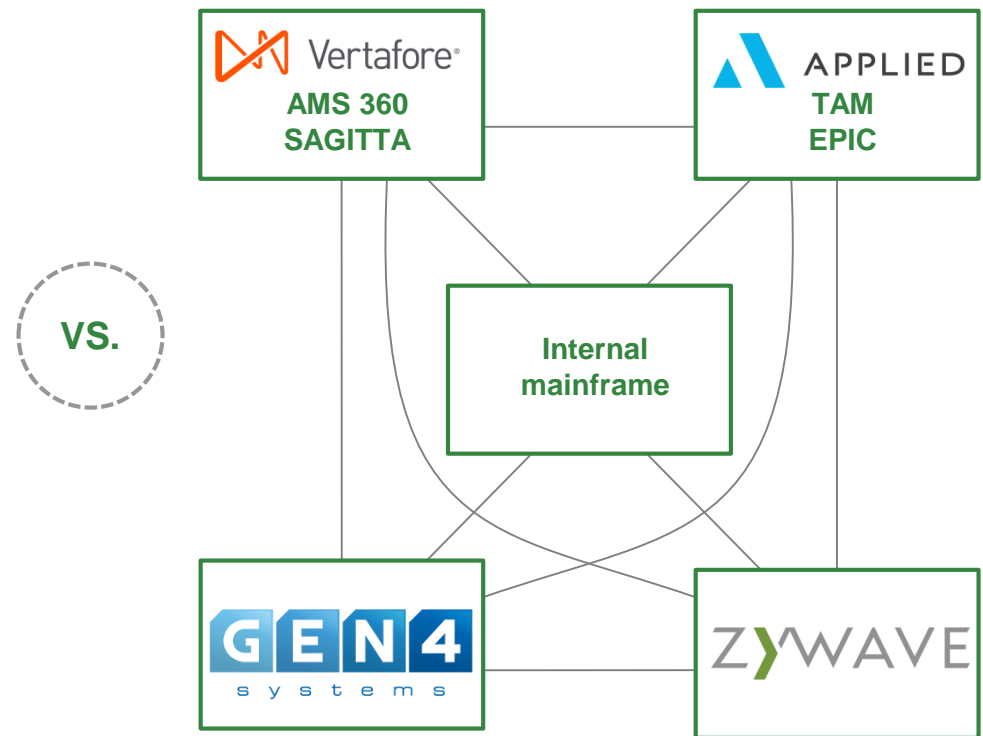 Vertafore®
AMS 360
SAGITTA
APPLIED
TAM
EPIC
VS.
Internal
mainframe
GEN4
systems
ZYWAVE